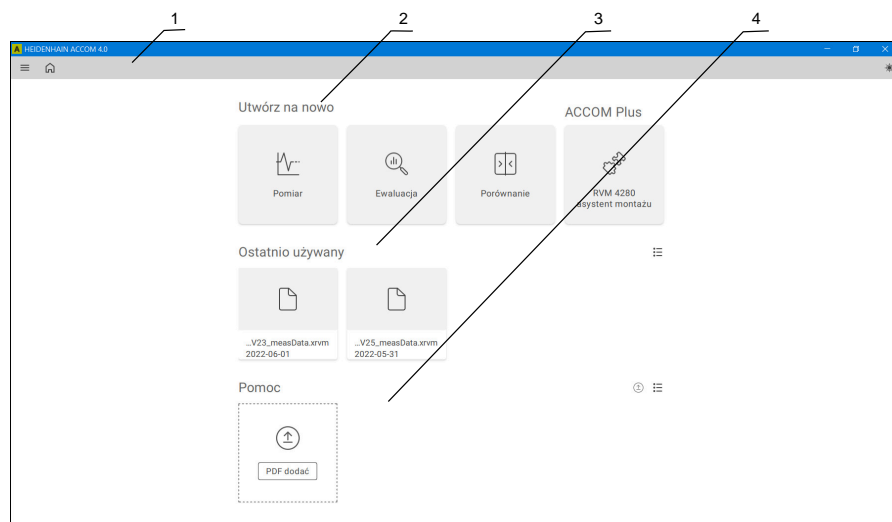 1 2 3 4
HEIDENHAIN ACCOM 4.0
Utwórz na nowo
ACCOM Plus
Pomiar
Ewaluacja
Porównanie
RVM 4280
asystent montażu
Ostatnio używany
...V23_measData.xrvm
2022-06-01
...V25_measData.xrvm
2022-05-31
Pomoc
PDF dodać